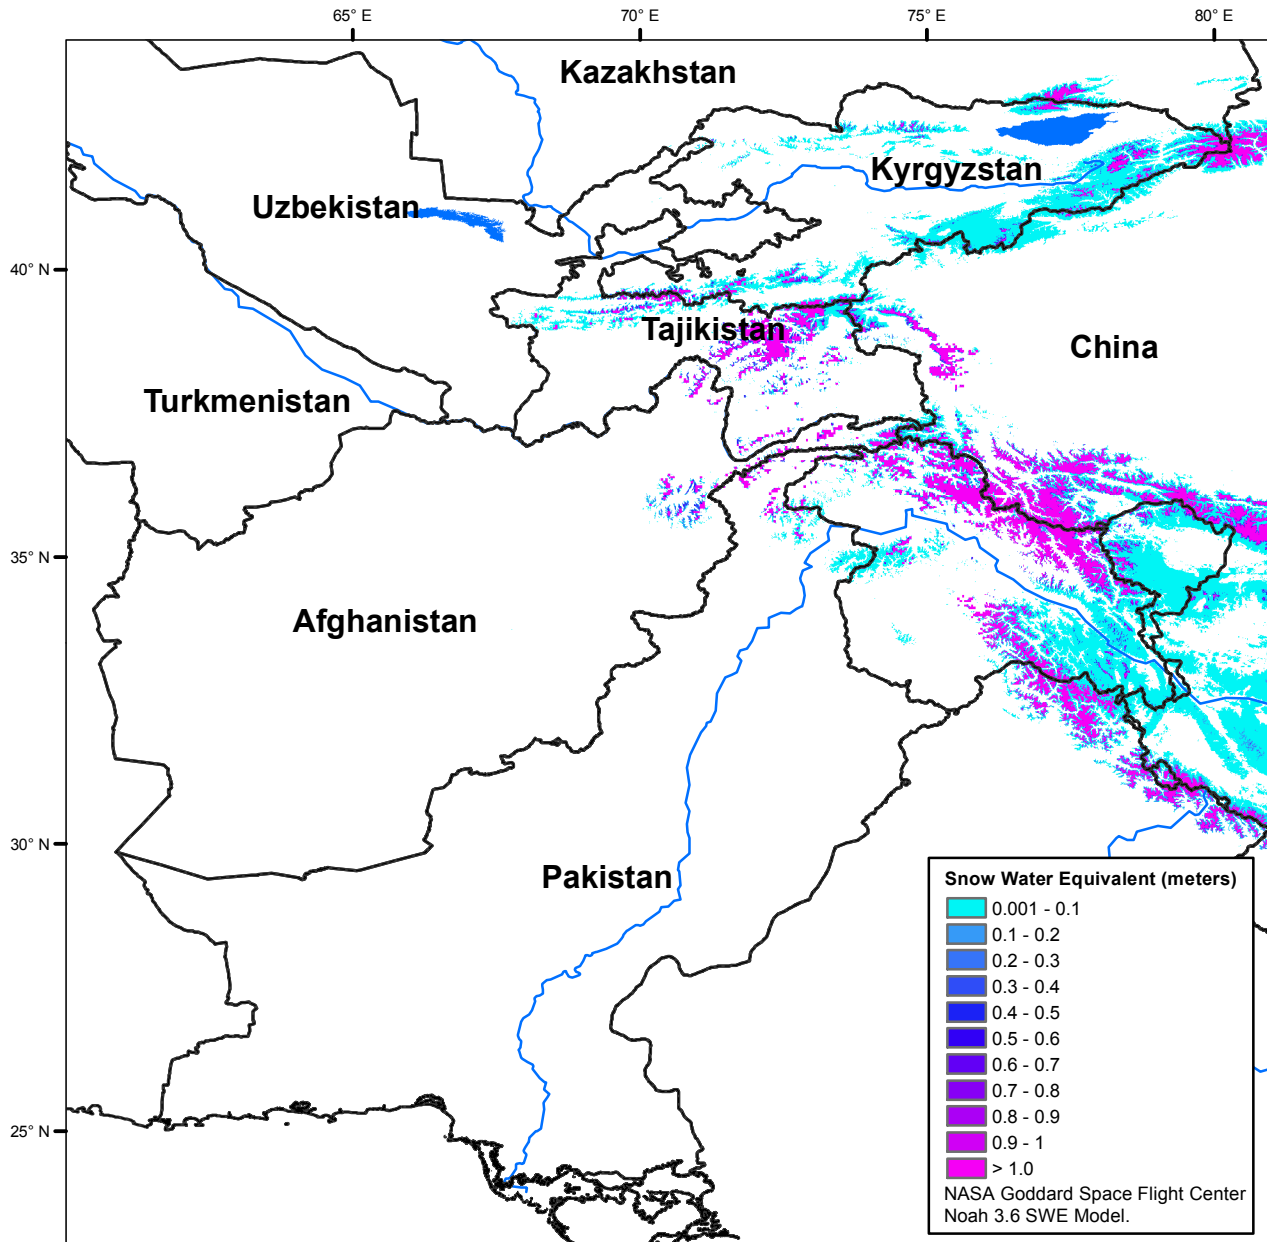 65° E
70° E
75° E
80° E
Kazakhstan
Kyrgyzstan
Uzbekistan
40° N
Tajikistan
China
Turkmenistan
35° N
Afghanistan
30° N
Pakistan
25° N
Snow Water Equivalent (meters)
0.001 - 0.1
0.1 - 0.2
0.2 - 0.3
0.3 - 0.4
0.4 - 0.5
0.5 - 0.6
0.6 - 0.7
0.7 - 0.8
0.8 - 0.9
0.9 - 1
> 1.0
NASA Goddard Space Flight Center
Noah 3.6 SWE Model.